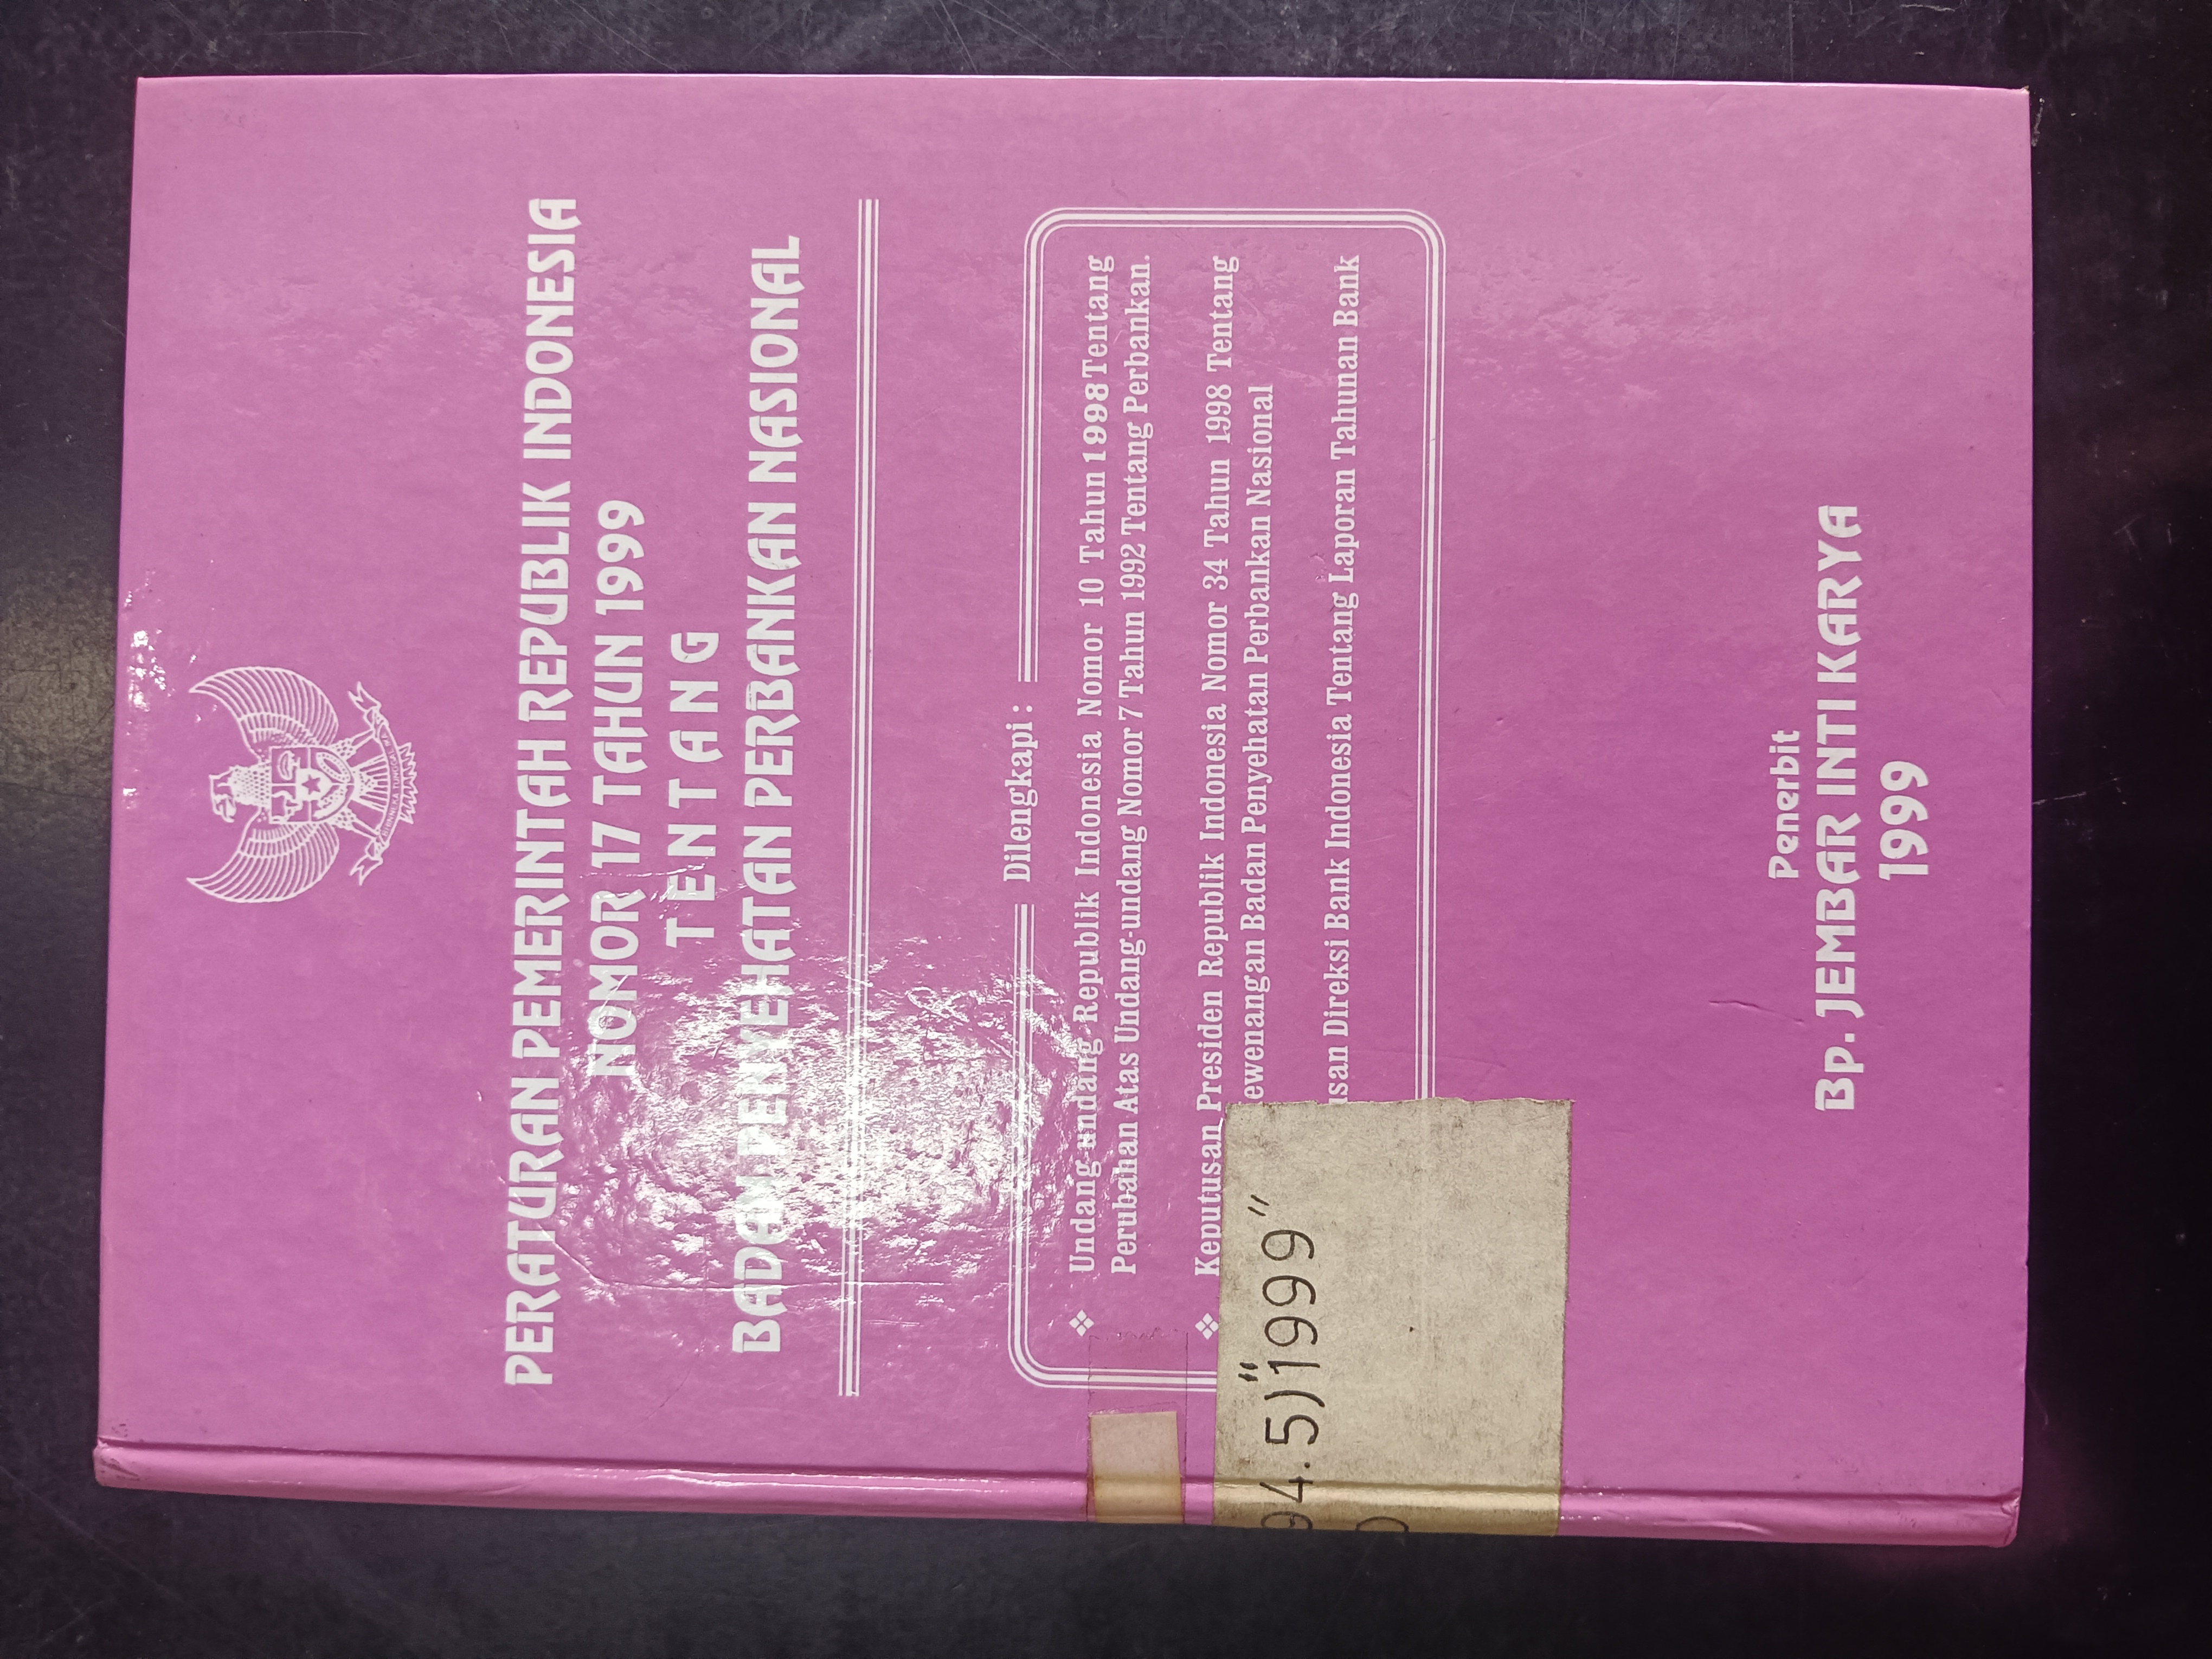 PERATURAN PEMERINTAH REPUBLIK INDONESIA
NOMOR 17 TAHUN 1999
TENTANG
BADAN PENYEHATAN PERBANKAN NASIONAL
Dilengkapi :
❖ Undang-undang Republik Indonesia Nomor 10 Tahun 1998 Tentang
Perubahan Atas Undang-undang Nomor 7 Tahun 1992 Tentang Perbankan.
❖ Keputusan Presiden Republik Indonesia Nomor 34 Tahun 1998 Tentang
ewenangan Badan Penyehatan Perbankan Nasional
san Direksi Bank Indonesia Tentang Laporan Tahunan Bank
94.5)"1999"
Penerbit
Bp. JEMBAR INTI KARYA
1999